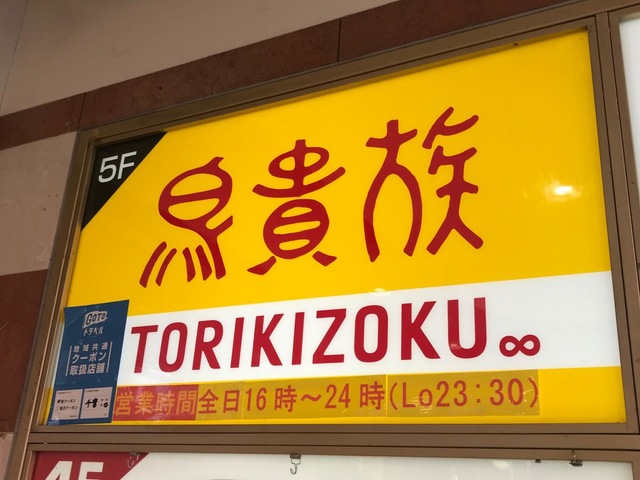 5F
鳥貴族
TORIKIZOKU∞
GOTO
トラベル
地域共通
クーポン
取扱店舗
営業時間 全日16時～24時(Lo23:30)
4F